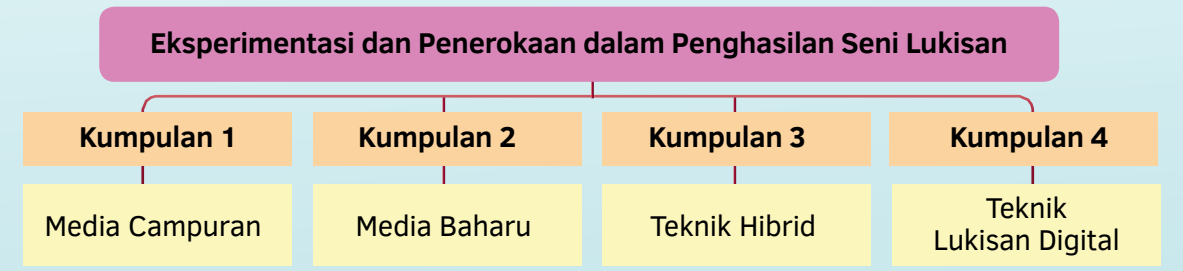 Eksperimentasi dan Penerokaan dalam Penghasilan Seni Lukisan
Kumpulan 1
Kumpulan 2
Kumpulan 3
Kumpulan 4
Media Campuran
Media Baharu
Teknik Hibrid
Teknik
Lukisan Digital